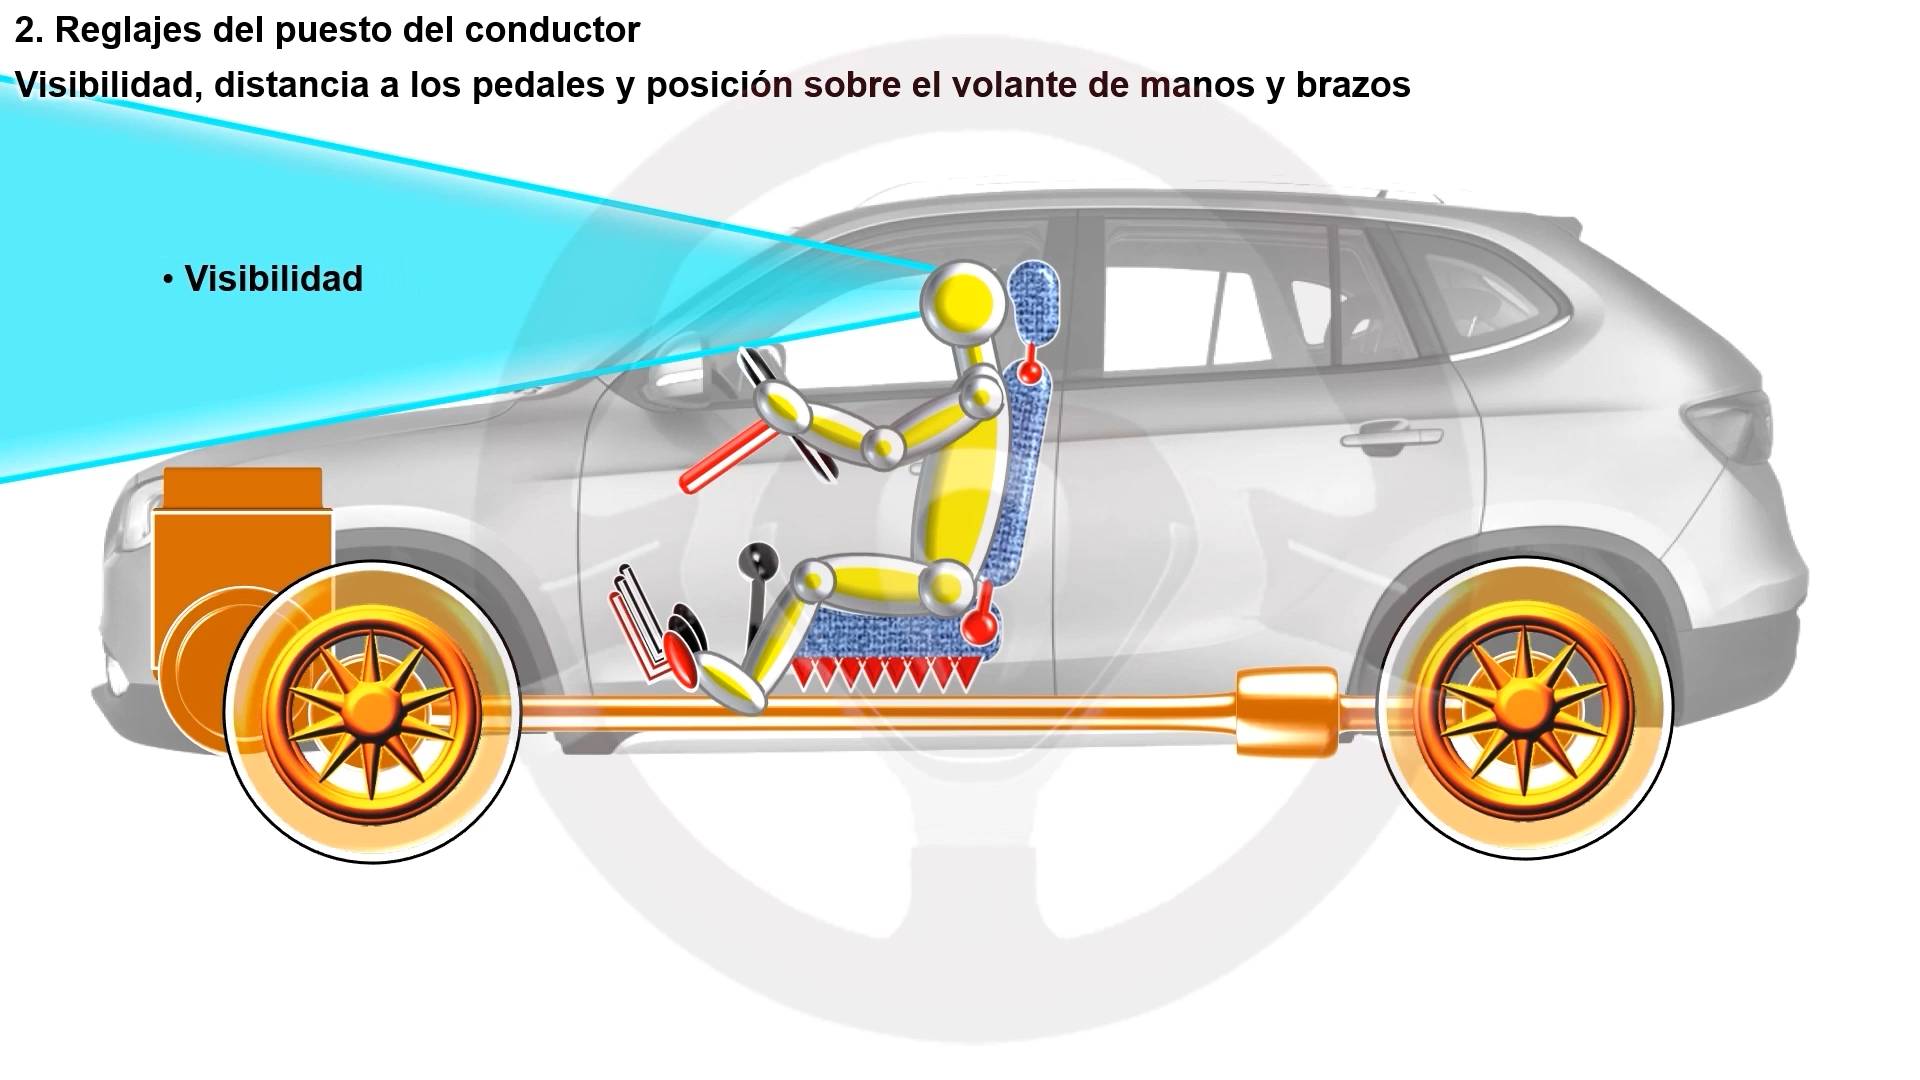 2. Reglajes del puesto del conductor
Visibilidad, distancia a los pedales y posición sobre el volante de manos y brazos
• Visibilidad